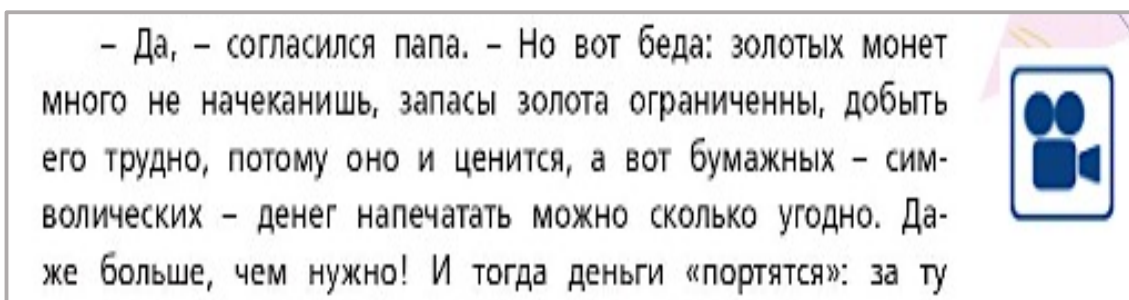 – Да, – согласился папа. – Но вот беда: золотых монет
много не начеканишь, запасы золота ограниченны, добыть
его трудно, потому оно и ценится, а вот бумажных – сим-
волических – денег напечатать можно сколько угодно. Да-
же больше, чем нужно! И тогда деньги «портятся»: за ту